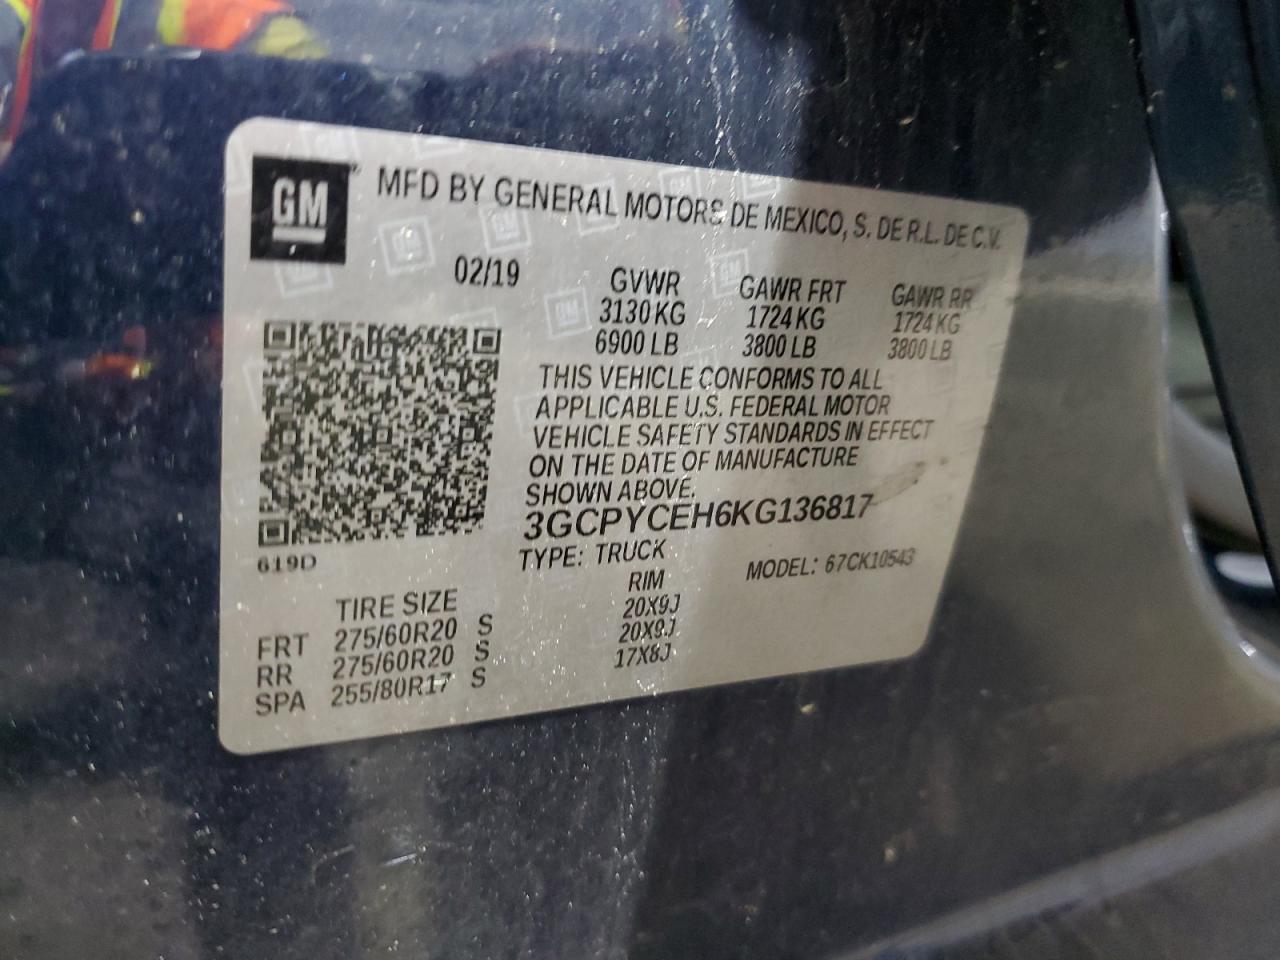 GM
MFD BY GENERAL MOTORS DE MEXICO, S. DE R.L. DE C.V.
02/19
GVWR GAWR FRT GAWR RR
3130 KG 1724 KG 1724 KG
6900 LB 3800 LB 3800 LB
THIS VEHICLE CONFORMS TO ALL
APPLICABLE U.S. FEDERAL MOTOR
VEHICLE SAFETY STANDARDS IN EFFECT
ON THE DATE OF MANUFACTURE
SHOWN ABOVE.
3GCPYCEH6KG136817
619D
TYPE: TRUCK MODEL: 67CK10543
TIRE SIZE RIM
FRT 275/60R20 S 20X9J
RR 275/60R20 S 20X9J
SPA 255/80R17 S 17X8J